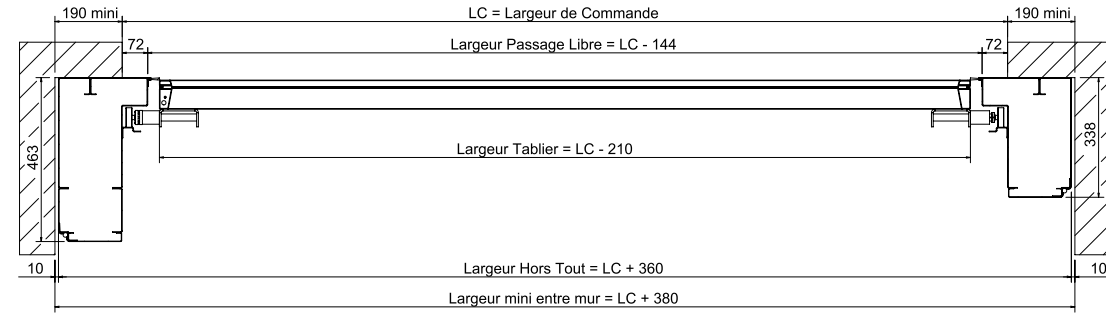 190 mini
LC = Largeur de Commande
190 mini
72
Largeur Passage Libre = LC - 144
72
463
Largeur Tablier = LC - 210
338
10
Largeur Hors Tout = LC + 360
10
Largeur mini entre mur = LC + 380